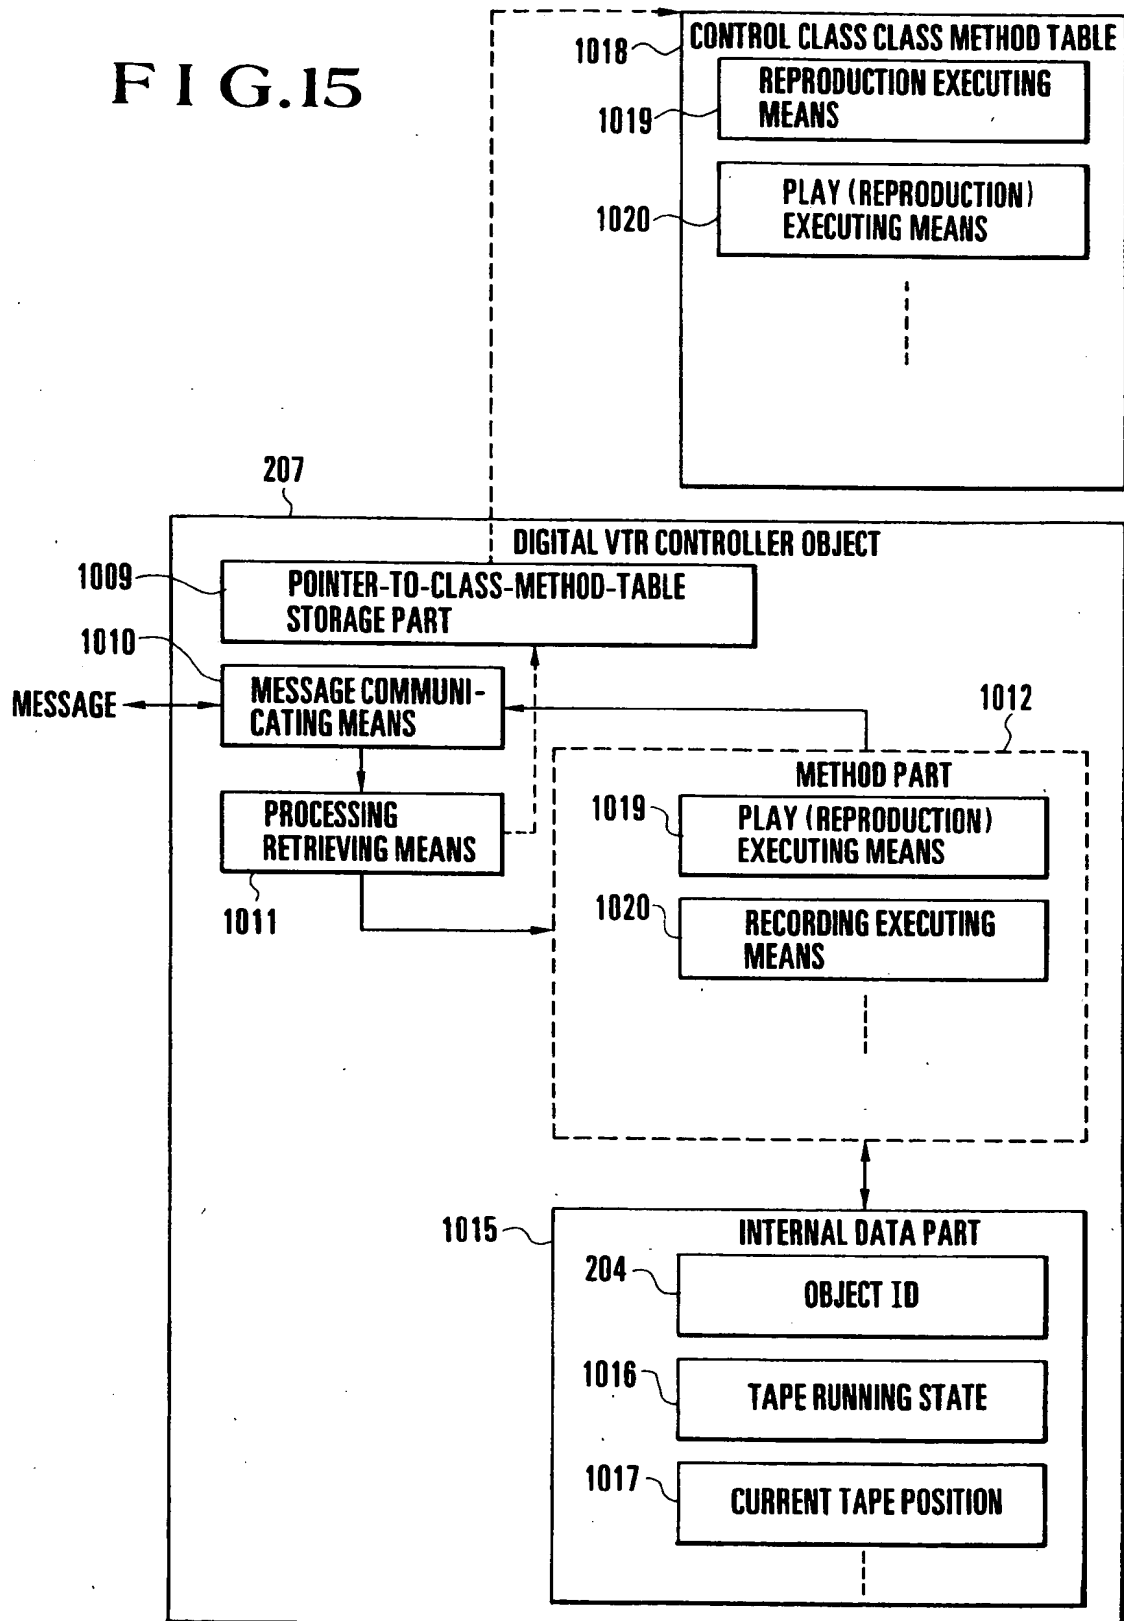 FIG.15
1018
CONTROL CLASS CLASS METHOD TABLE
1019
REPRODUCTION EXECUTING
MEANS
1020
PLAY (REPRODUCTION)
EXECUTING MEANS
207
DIGITAL VTR CONTROLLER OBJECT
1009
POINTER-TO-CLASS-METHOD-TABLE
STORAGE PART
1010
MESSAGE
MESSAGE COMMUNI-
CATING MEANS
1012
METHOD PART
PROCESSING
RETRIEVING MEANS
1011
1019
PLAY (REPRODUCTION)
EXECUTING MEANS
1020
RECORDING EXECUTING
MEANS
1015
INTERNAL DATA PART
204
OBJECT ID
1016
TAPE RUNNING STATE
1017
CURRENT TAPE POSITION